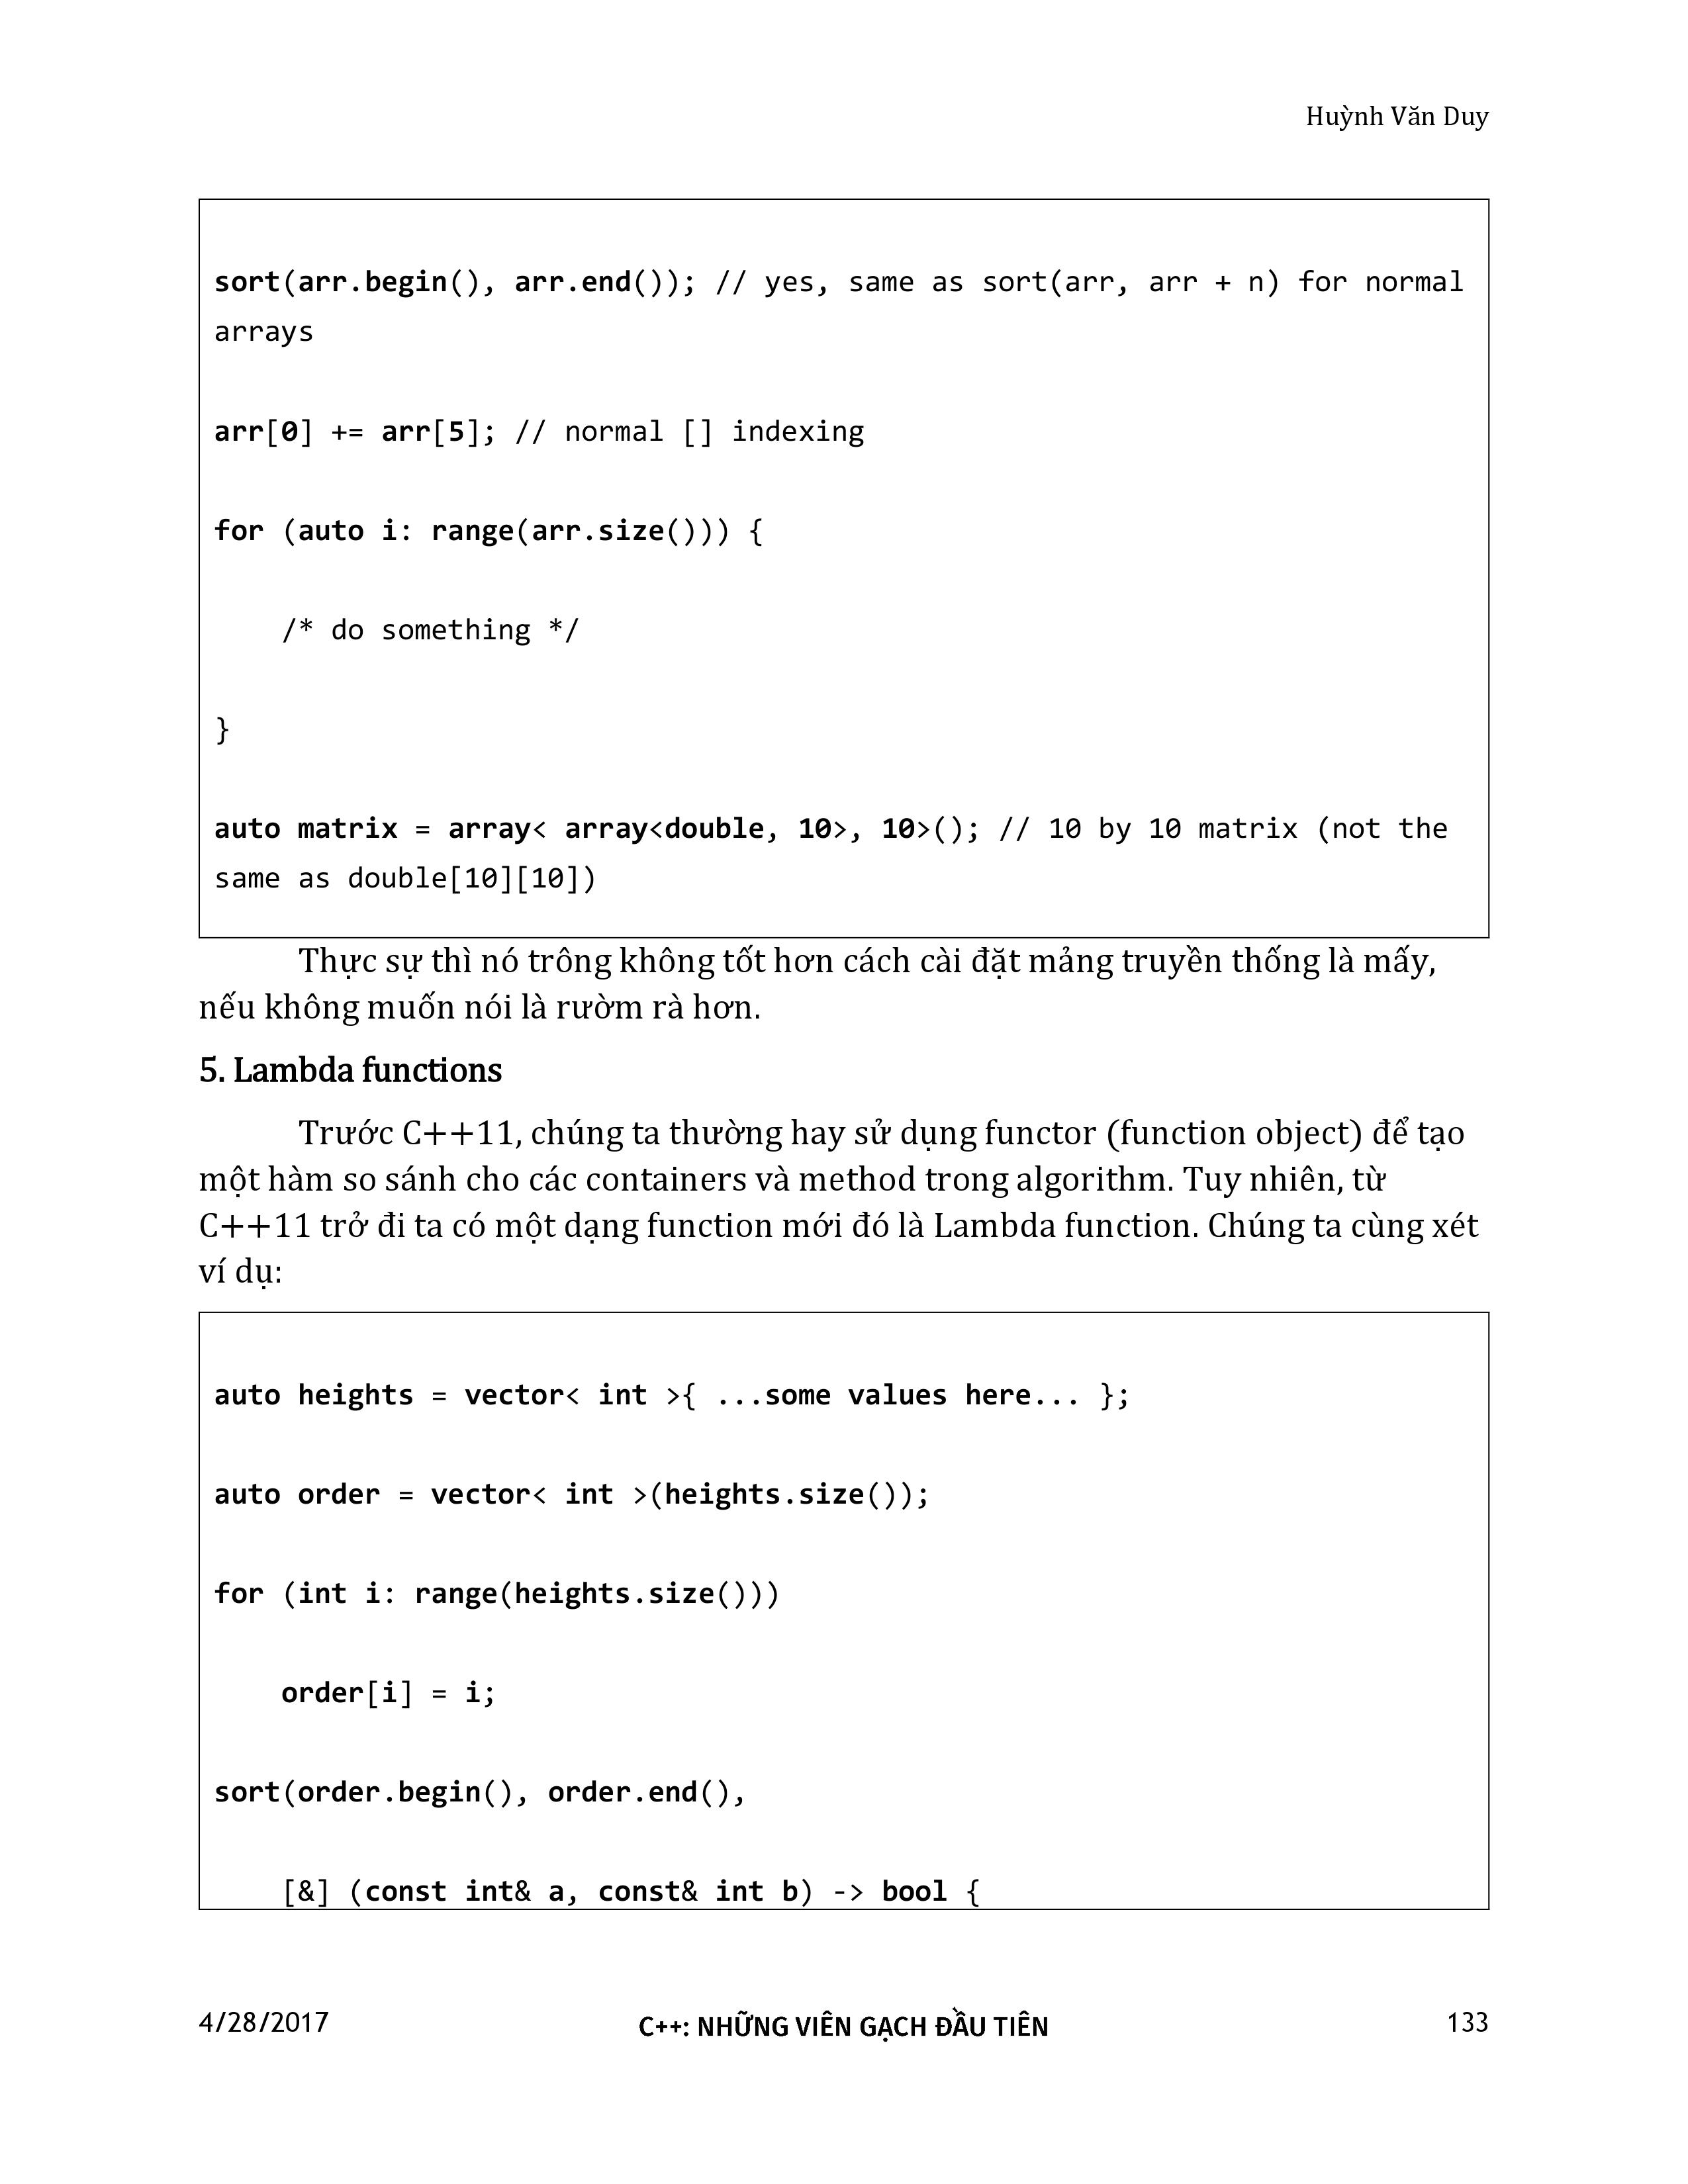 Huỳnh Văn Duy
sort(arr.begin(), arr.end()); // yes, same as sort(arr, arr + n) for normal
arrays
arr[0] += arr[5]; // normal [] indexing
for (auto i: range(arr.size())) {
/* do something */
}
auto matrix = array< array<double, 10>, 10>(); // 10 by 10 matrix (not the
same as double[10][10])
Thực sự thì nó trông không tốt hơn cách cài đặt mảng truyền thống là mấy,
nếu không muốn nói là rườm rà hơn.
5. Lambda functions
Trước C++11, chúng ta thường hay sử dụng functor (function object) để tạo
một hàm so sánh cho các containers và method trong algorithm. Tuy nhiên, từ
C++11 trở đi ta có một dạng function mới đó là Lambda function. Chúng ta cùng xét
ví dụ:
auto heights = vector< int >{ ...some values here... };
auto order = vector< int >(heights.size());
for (int i: range(heights.size()))
order[i] = i;
sort(order.begin(), order.end(),
[&] (const int& a, const& int b) -> bool {
4/28/2017 C++: NHỮNG VIÊN GẠCH ĐẦU TIÊN 133